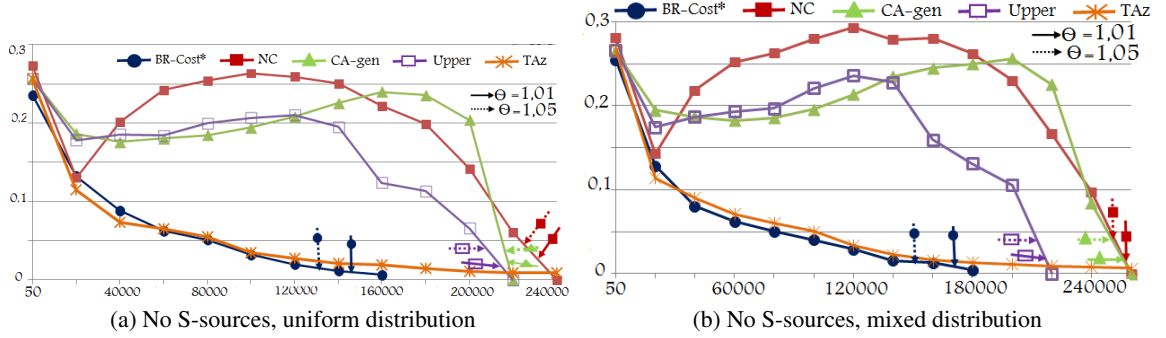 BR-Cost* NC CA-gen Upper TAz
0,3
0,2
0,1
0
Θ =1,01
Θ =1,05
50 40000 80000 120000 160000 200000 240000
(a) No S-sources, uniform distribution
BR-Cost* NC CA-gen Upper TAz
0,3
0,2
0,1
0
Θ =1,01
Θ =1,05
50 60000 120000 180000 240000
(b) No S-sources, mixed distribution